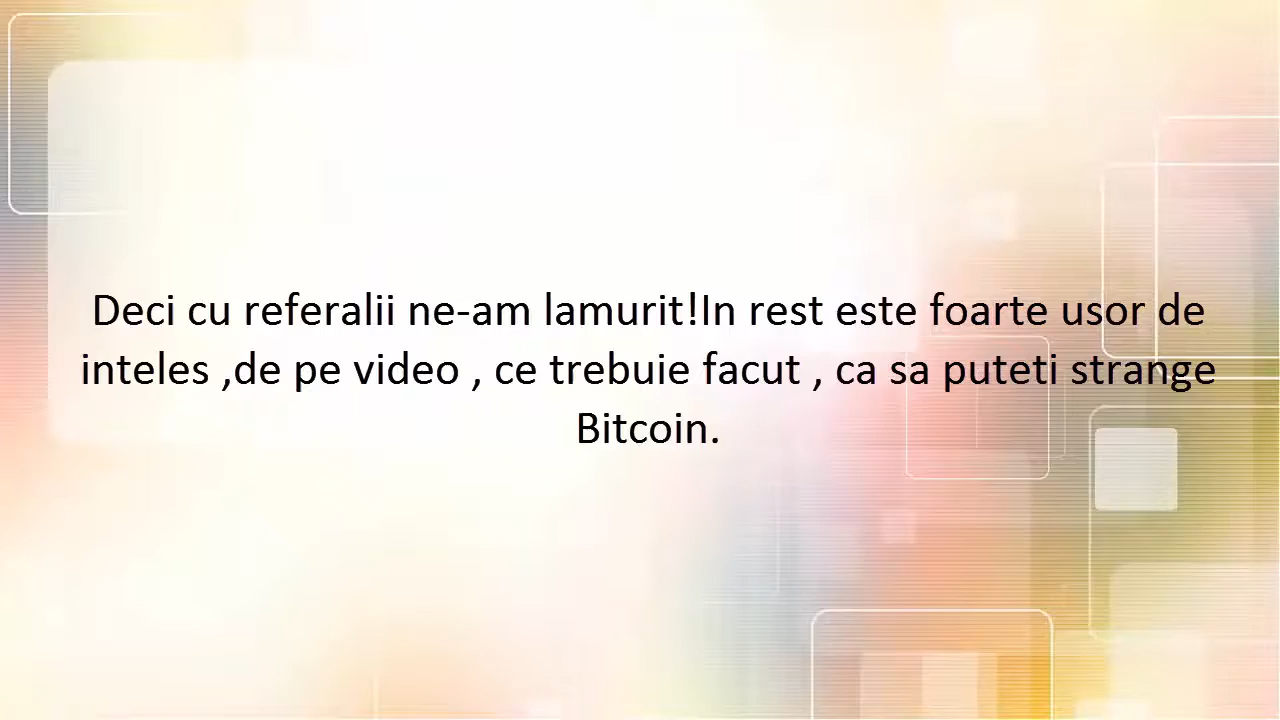 Deci cu referalii ne-am lamurit!In rest este foarte usor de
inteles ,de pe video , ce trebuie facut , ca sa puteti strange
Bitcoin.